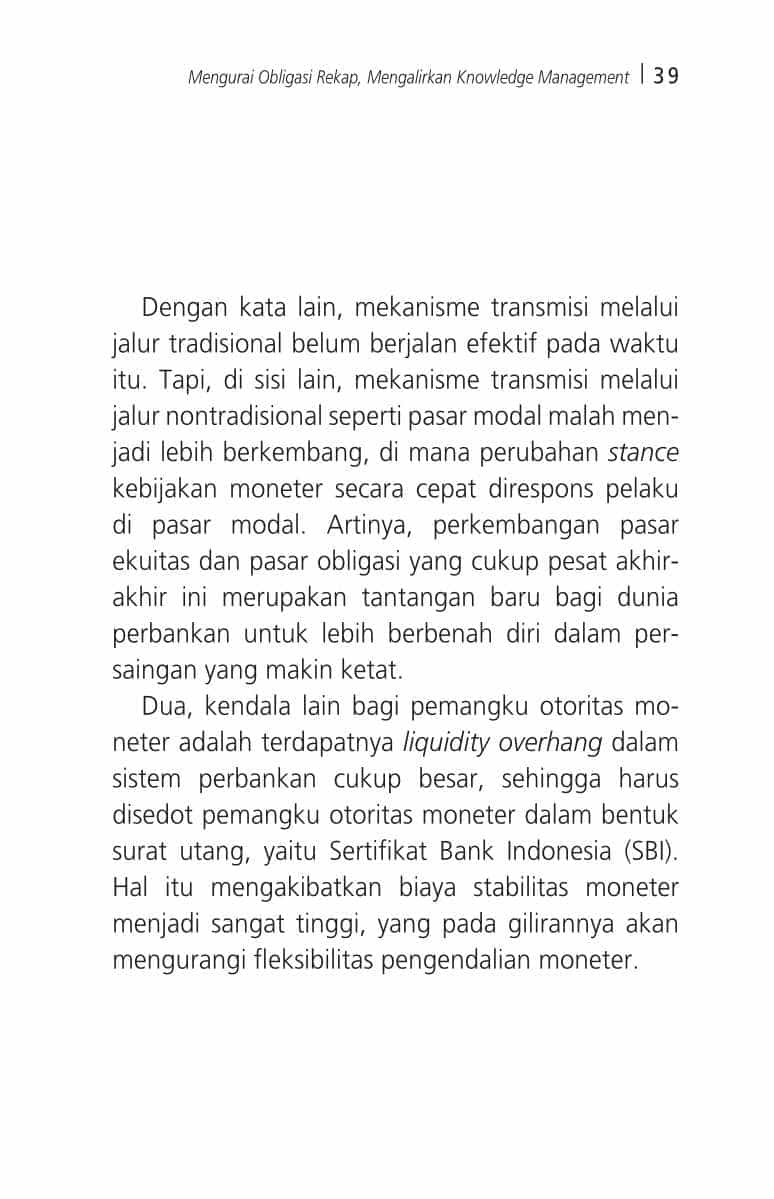 Mengurai Obligasi Rekap, Mengalirkan Knowledge Management | 39
Dengan kata lain, mekanisme transmisi melalui
jalur tradisional belum berjalan efektif pada waktu
itu. Tapi, di sisi lain, mekanisme transmisi melalui
jalur nontradisional seperti pasar modal malah men-
jadi lebih berkembang, di mana perubahan stance
kebijakan moneter secara cepat direspons pelaku
di pasar modal. Artinya, perkembangan pasar
ekuitas dan pasar obligasi yang cukup pesat akhir-
akhir ini merupakan tantangan baru bagi dunia
perbankan untuk lebih berbenah diri dalam per-
saingan yang makin ketat.
Dua, kendala lain bagi pemangku otoritas mo-
neter adalah terdapatnya liquidity overhang dalam
sistem perbankan cukup besar, sehingga harus
disedot pemangku otoritas moneter dalam bentuk
surat utang, yaitu Sertifikat Bank Indonesia (SBI).
Hal itu mengakibatkan biaya stabilitas moneter
menjadi sangat tinggi, yang pada gilirannya akan
mengurangi fleksibilitas pengendalian moneter.